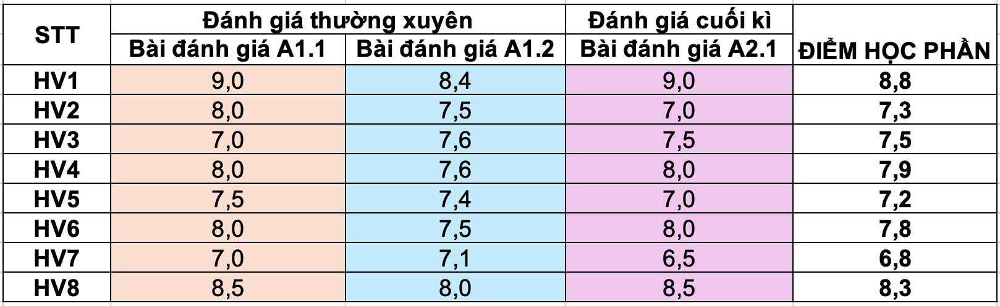 STT Đánh giá thường xuyên Đánh giá cuối kì ĐIỂM HỌC PHẦN
Bài đánh giá A1.1 Bài đánh giá A1.2 Bài đánh giá A2.1
HV1 9,0 8,4 9,0 8,8
HV2 8,0 7,5 7,0 7,3
HV3 7,0 7,6 7,5 7,5
HV4 8,0 7,6 8,0 7,9
HV5 7,5 7,4 7,0 7,2
HV6 8,0 7,5 8,0 7,8
HV7 7,0 7,1 6,5 6,8
HV8 8,5 8,0 8,5 8,3